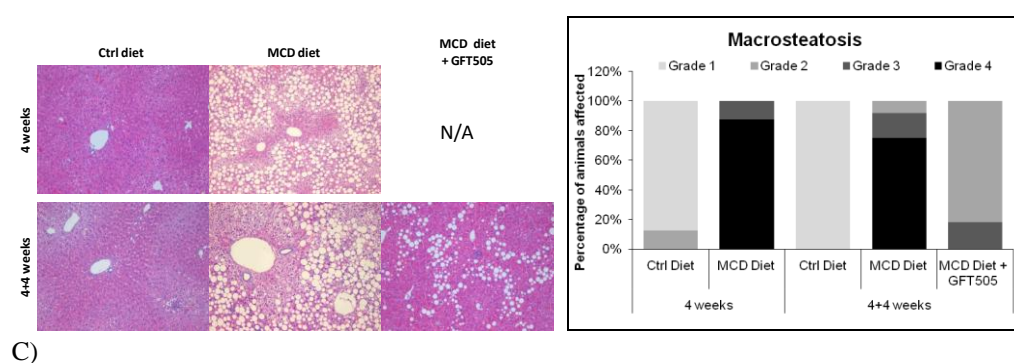 Ctrl diet
MCD diet
MCD diet
+ GFT505
4 weeks
N/A
4+4 weeks
Macrosteatosis
Grade 1 Grade 2 Grade 3 Grade 4
Percentage of animals affected
120%
100%
80%
60%
40%
20%
0%
Ctrl Diet MCD Diet Ctrl Diet MCD Diet MCD Diet +
GFT505
4 weeks 4+4 weeks
C)